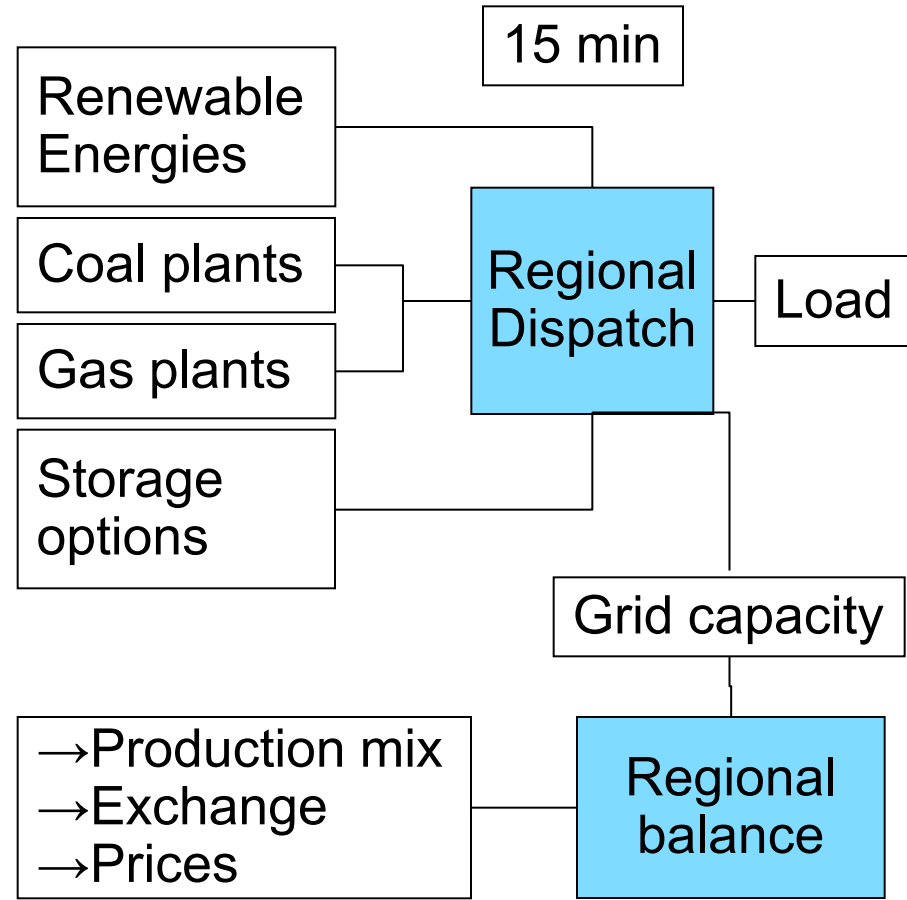 15 min
Renewable
Energies
Coal plants
Gas plants
Storage
options
Regional
Dispatch
Load
Grid capacity
→Production mix
→Exchange
→Prices
Regional
balance